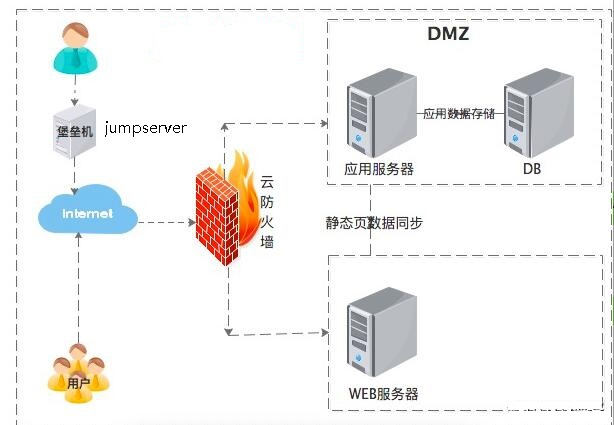 DMZ
堡垒机
jumpserver
应用数据存储
应用服务器
DB
云防火墙
Internet
静态页数据同步
用户
WEB服务器